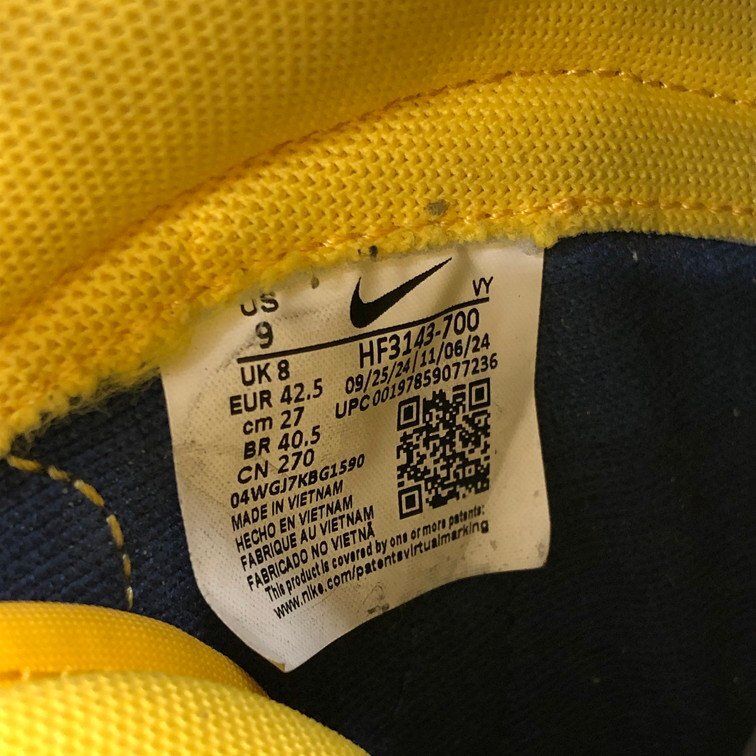 US
9
UK 8
EUR 42.5
cm 27
BR 40.5
CN 270
04WGJ7KBG1590
MADE IN VIETNAM
HECHO EN VIETNAM
FABRIQUE AU VIETNAM
FABRICADO NO VIETNÃ
VY
HF3143-700
09/25/24 | 11/06/24
UPC 00197859077236
This product is covered by one or more patents:
www.nike.com/patentsvirtualmarking